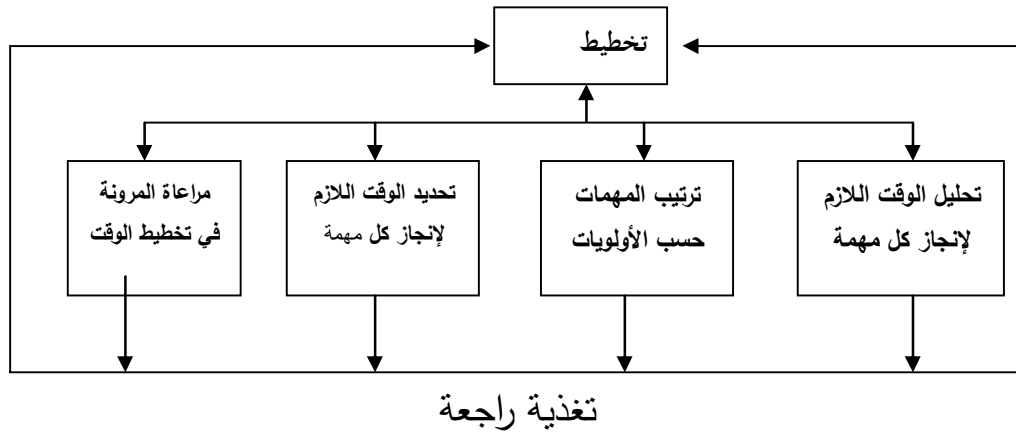 تخطيط
تحليل الوقت اللازم
لإنجاز كل مهمة
ترتيب المهمات
حسب الأولويات
تحديد الوقت اللازم
لإنجاز كل مهمة
مراعاة المرونة
في تخطيط الوقت
تغذية راجعة